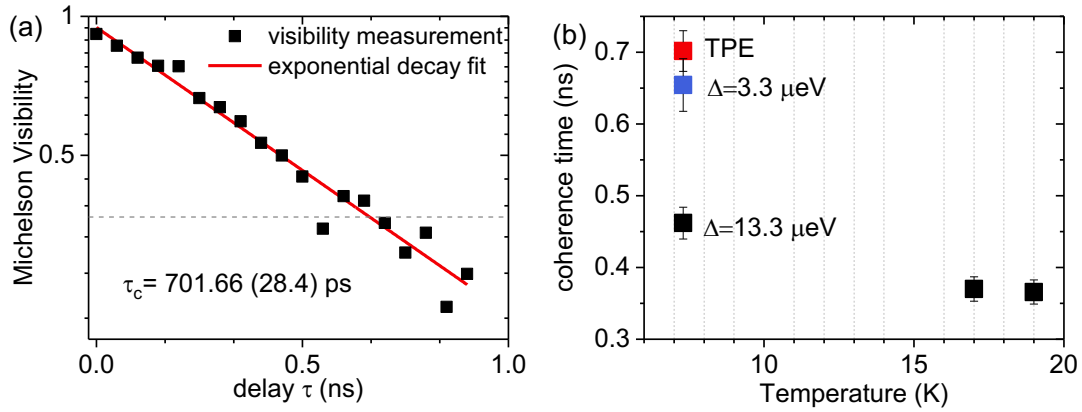 (a)
1
0.5
Michelson Visibility
visibility measurement
exponential decay fit
τc= 701.66 (28.4) ps
0.0
0.5
1.0
delay τ (ns)
(b)
0.7
0.6
0.5
0.4
0.3
coherence time (ns)
TPE
Δ=3.3 μeV
Δ=13.3 μeV
10
15
20
Temperature (K)